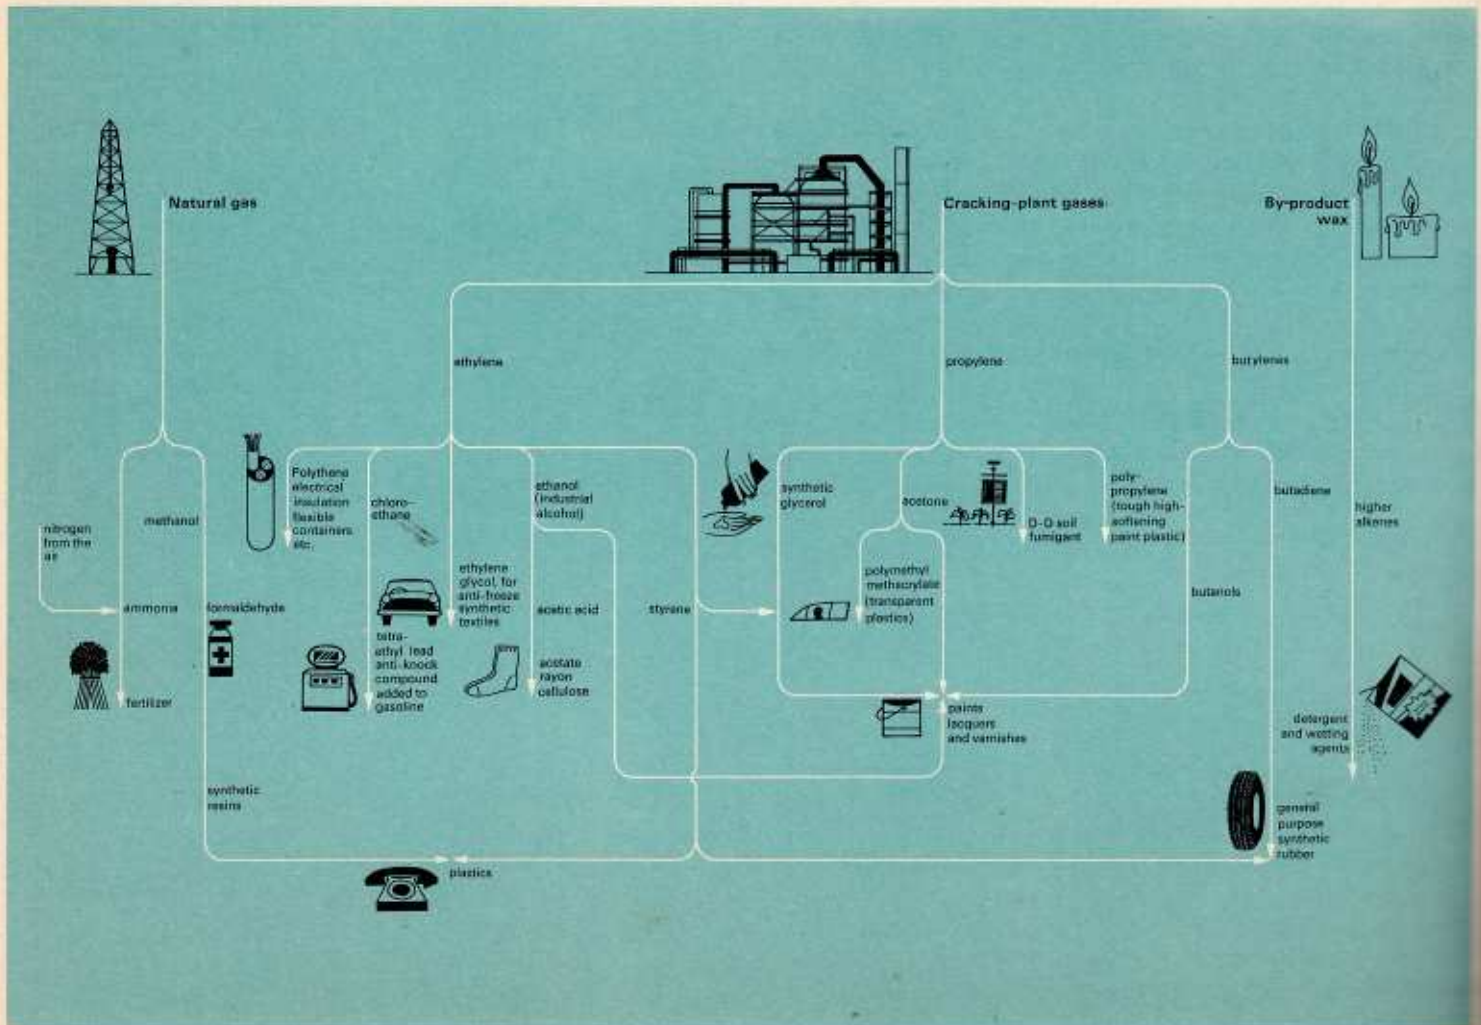 Natural gas
Cracking-plant gases
By-product
wax
ethylene
propylene
butylenes
nitrogen
from the
air
methanol
Polythene
electrical
insulation
flexible
containers
etc.
chloro-
ethane
ethanol
(industrial
alcohol)
synthetic
glycerol
acetone
D-D soil
fumigant
poly-
propylene
(tough high-
softening
paint plastic)
butadiene
higher
alkenes
ammonia
formaldehyde
ethylene
glycol, for
anti-freeze
synthetic
textiles
acetic acid
styrene
polymethyl
methacrylate
(transparent
plastics)
butanols
fertilizer
tetra-
ethyl lead
anti-knock
compound
added to
gasoline
acetate
rayon
cellulose
paints
lacquers
and varnishes
detergent
and wetting
agents
synthetic
resins
general
purpose
synthetic
rubber
plastics